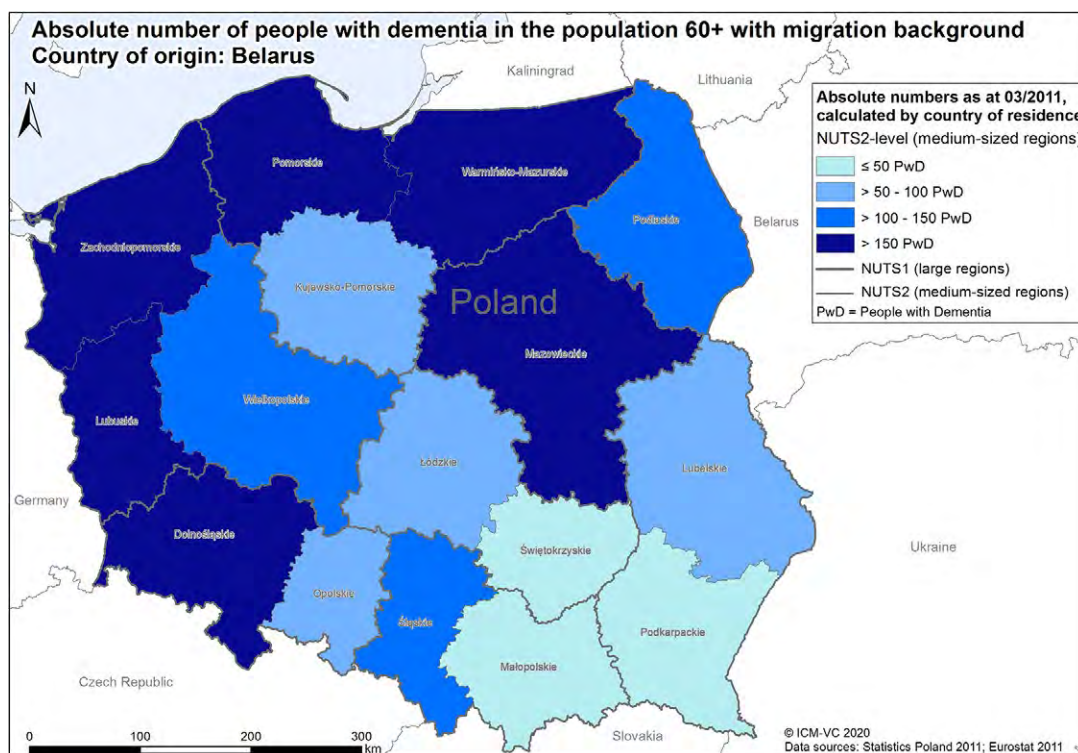 Absolute number of people with dementia in the population 60+ with migration background
Country of origin: Belarus
Kaliningrad
Lithuania
N
Absolute numbers as at 03/2011,
calculated by country of residence
NUTS2-level (medium-sized regions)
≤ 50 PwD
> 50 - 100 PwD
> 100 - 150 PwD
> 150 PwD
NUTS1 (large regions)
NUTS2 (medium-sized regions)
PwD = People with Dementia
Pomorskie
Warmińsko-Mazurskie
Podlaskie
Belarus
Zachodniopomorskie
Kujawsko-Pomorskie
Poland
Mazowieckie
Wielkopolskie
Lubuskie
Łódzkie
Lubelskie
Germany
Dolnośląskie
Świętokrzyskie
Ukraine
Opolskie
Śląskie
Podkarpackie
Małopolskie
Czech Republic
Slovakia
0 100 200 300
km
© ICM-VC 2020
Data sources: Statistics Poland 2011; Eurostat 2011